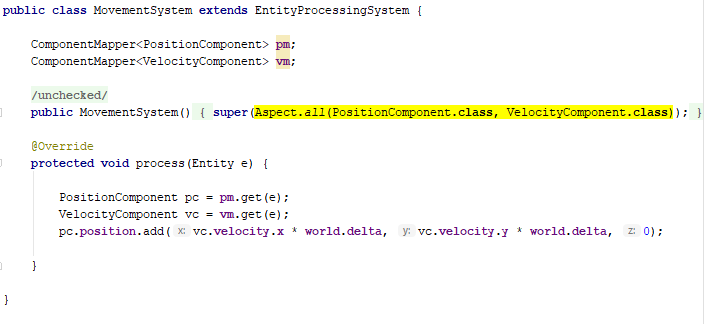 public class MovementSystem extends EntityProcessingSystem {
ComponentMapper<PositionComponent> pm;
ComponentMapper<VelocityComponent> vm;
/unchecked/
public MovementSystem() { super(Aspect.all(PositionComponent.class, VelocityComponent.class)); }
@Override
protected void process(Entity e) {
PositionComponent pc = pm.get(e);
VelocityComponent vc = vm.get(e);
pc.position.add( x: vc.velocity.x * world.delta, y: vc.velocity.y * world.delta, z: 0);
}
}